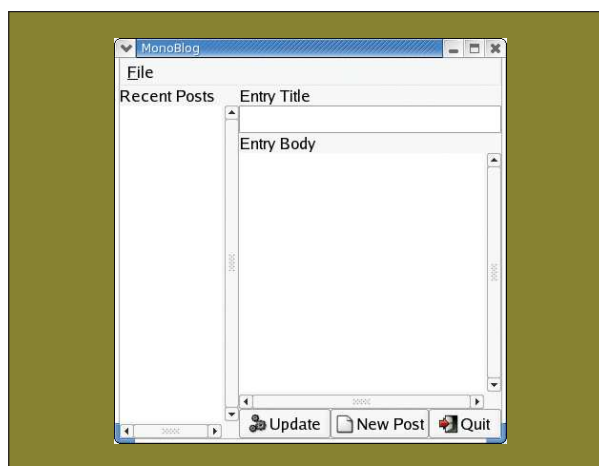 MonoBlog
File
Recent Posts
Entry Title
Entry Body
Update
New Post
Quit